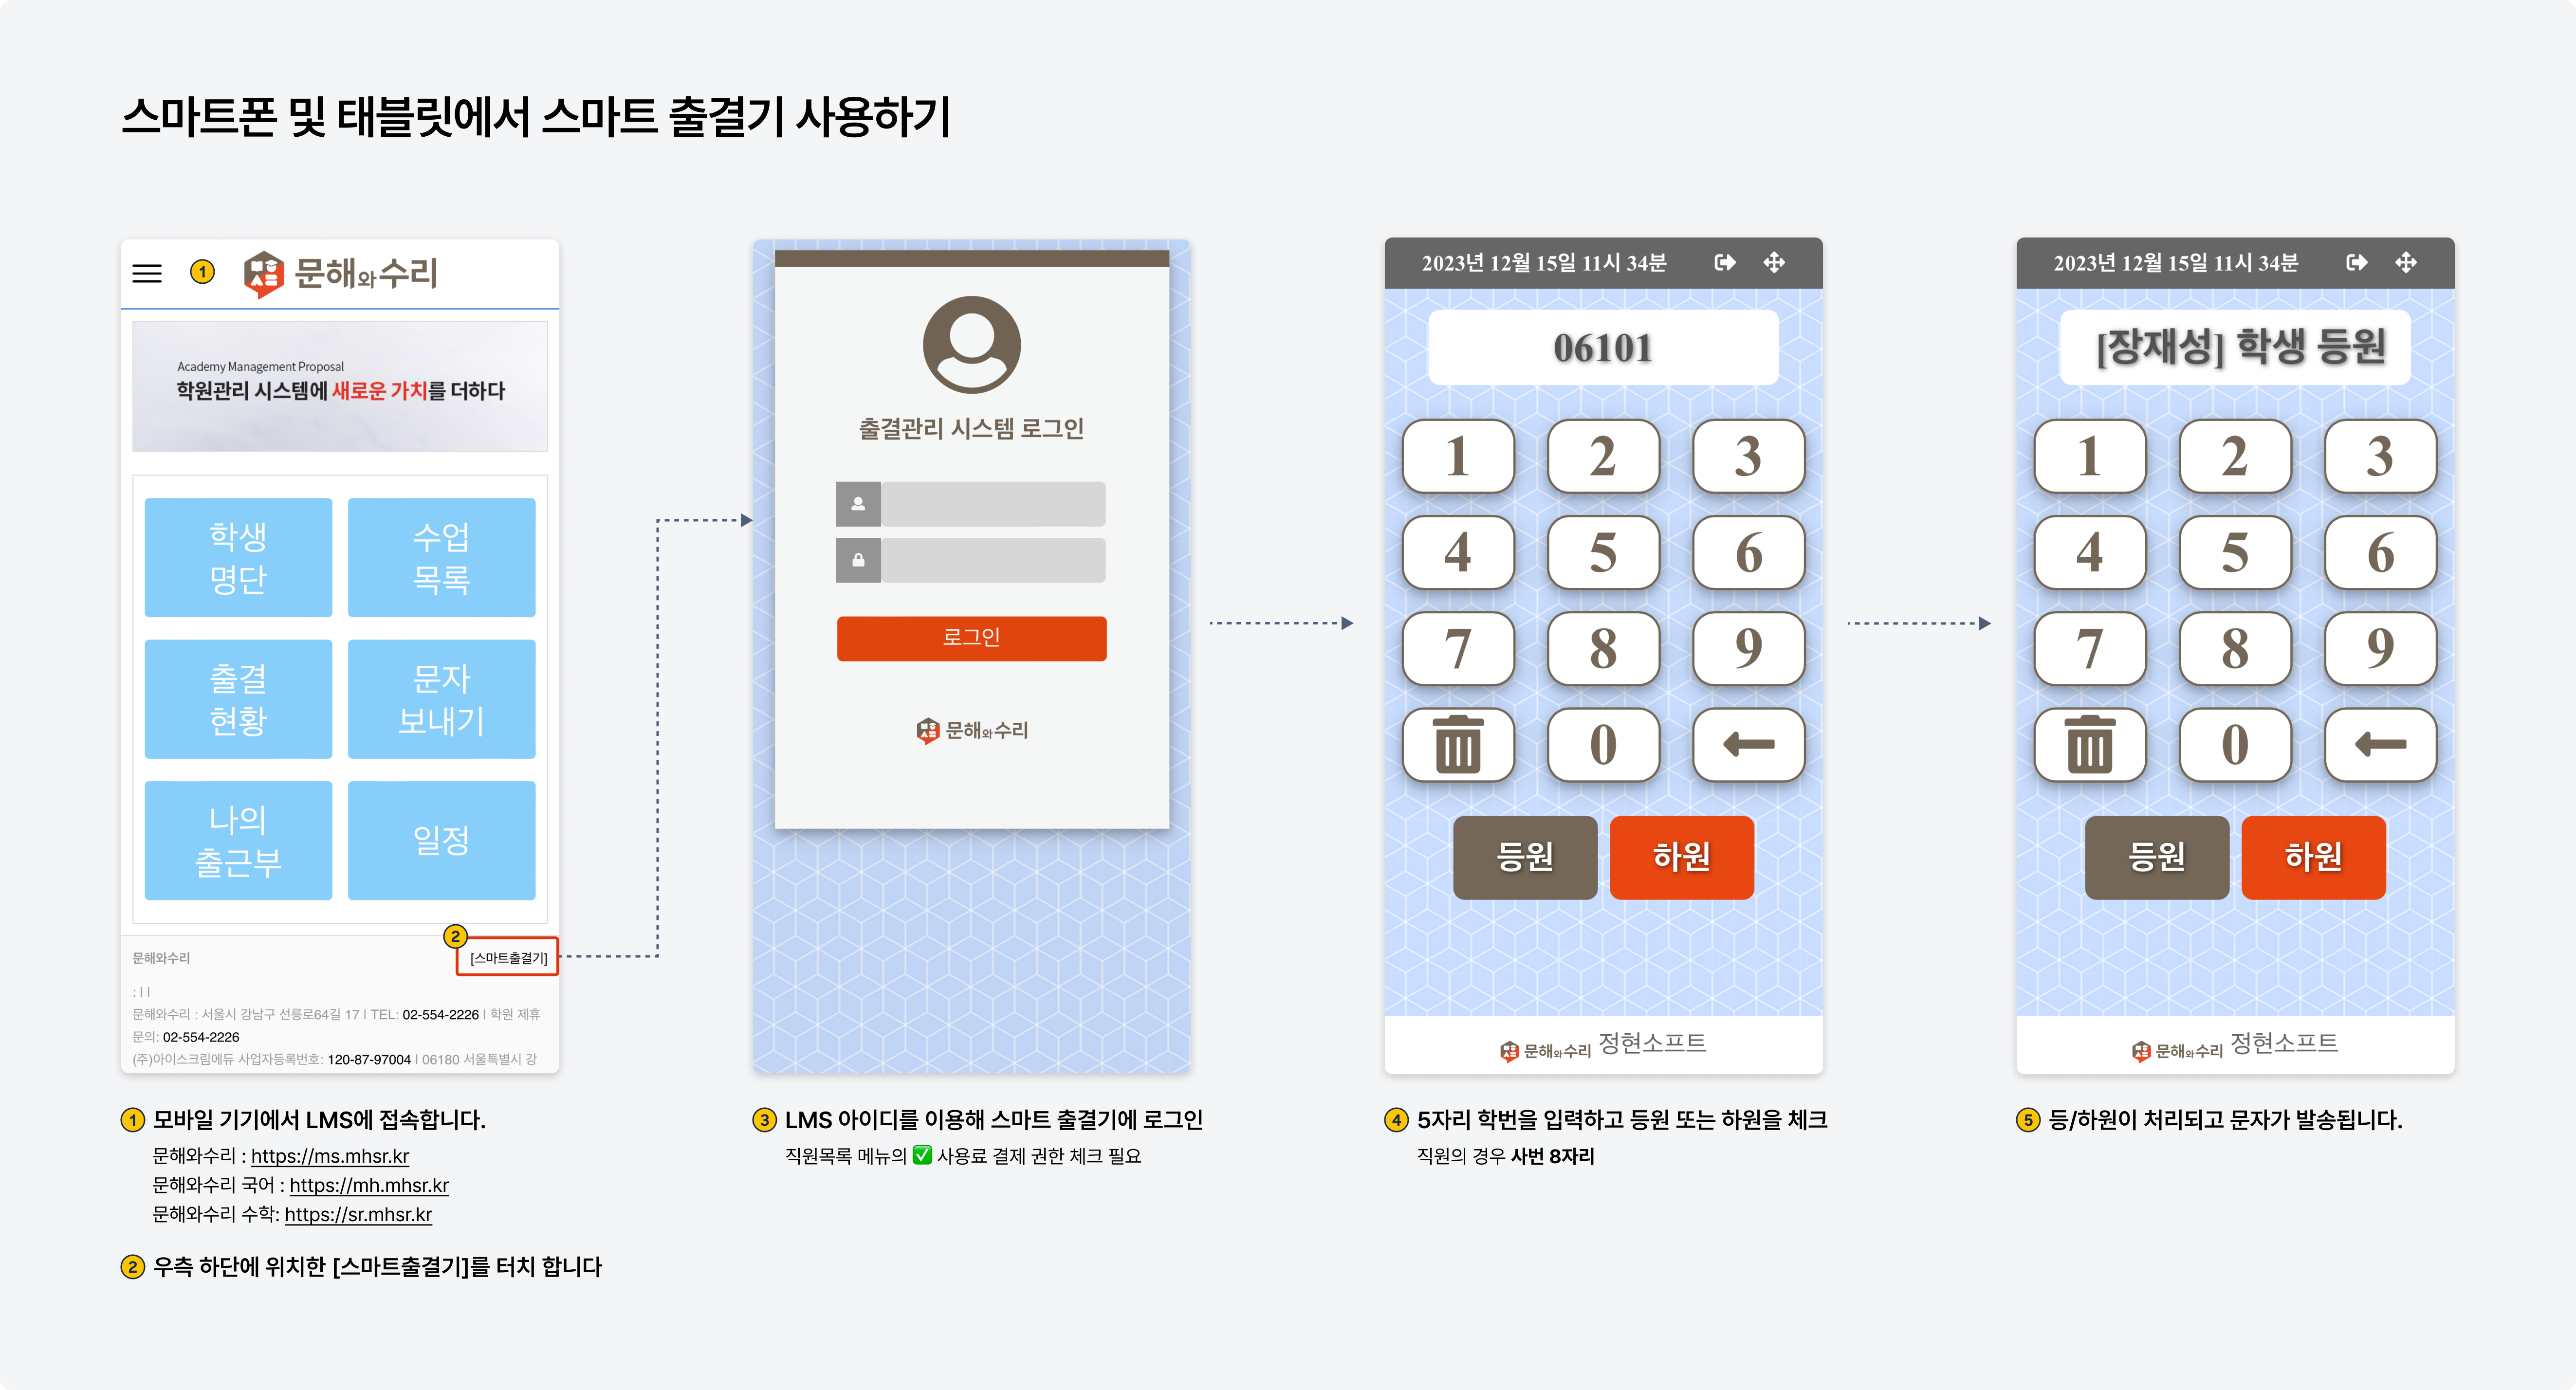 스마트폰 및 태블릿에서 스마트 출결기 사용하기
1
문해와수리
Academy Management Proposal
학원관리 시스템에 새로운 가치를 더하다
학생
명단
수업
목록
출결
현황
문자
보내기
나의
출근부
일정
2
문해와수리
[스마트출결기]
: l l
문해와수리 : 서울시 강남구 선릉로64길 17 l TEL: 02-554-2226 l 학원 제휴
문의: 02-554-2226
(주)아이스크림에듀 사업자등록번호: 120-87-97004 l 06180 서울특별시 강
1 모바일 기기에서 LMS에 접속합니다.
문해와수리 : https://ms.mhsr.kr
문해와수리 국어 : https://mh.mhsr.kr
문해와수리 수학: https://sr.mhsr.kr
2 우측 하단에 위치한 [스마트출결기]를 터치 합니다
출결관리 시스템 로그인
로그인
문해와수리
3 LMS 아이디를 이용해 스마트 출결기에 로그인
직원목록 메뉴의 ✅ 사용료 결제 권한 체크 필요
2023년 12월 15일 11시 34분
06101
1 2 3
4 5 6
7 8 9
0
등원 하원
문해와수리 정현소프트
4 5자리 학번을 입력하고 등원 또는 하원을 체크
직원의 경우 사번 8자리
2023년 12월 15일 11시 34분
[장재성] 학생 등원
1 2 3
4 5 6
7 8 9
0
등원 하원
문해와수리 정현소프트
5 등/하원이 처리되고 문자가 발송됩니다.